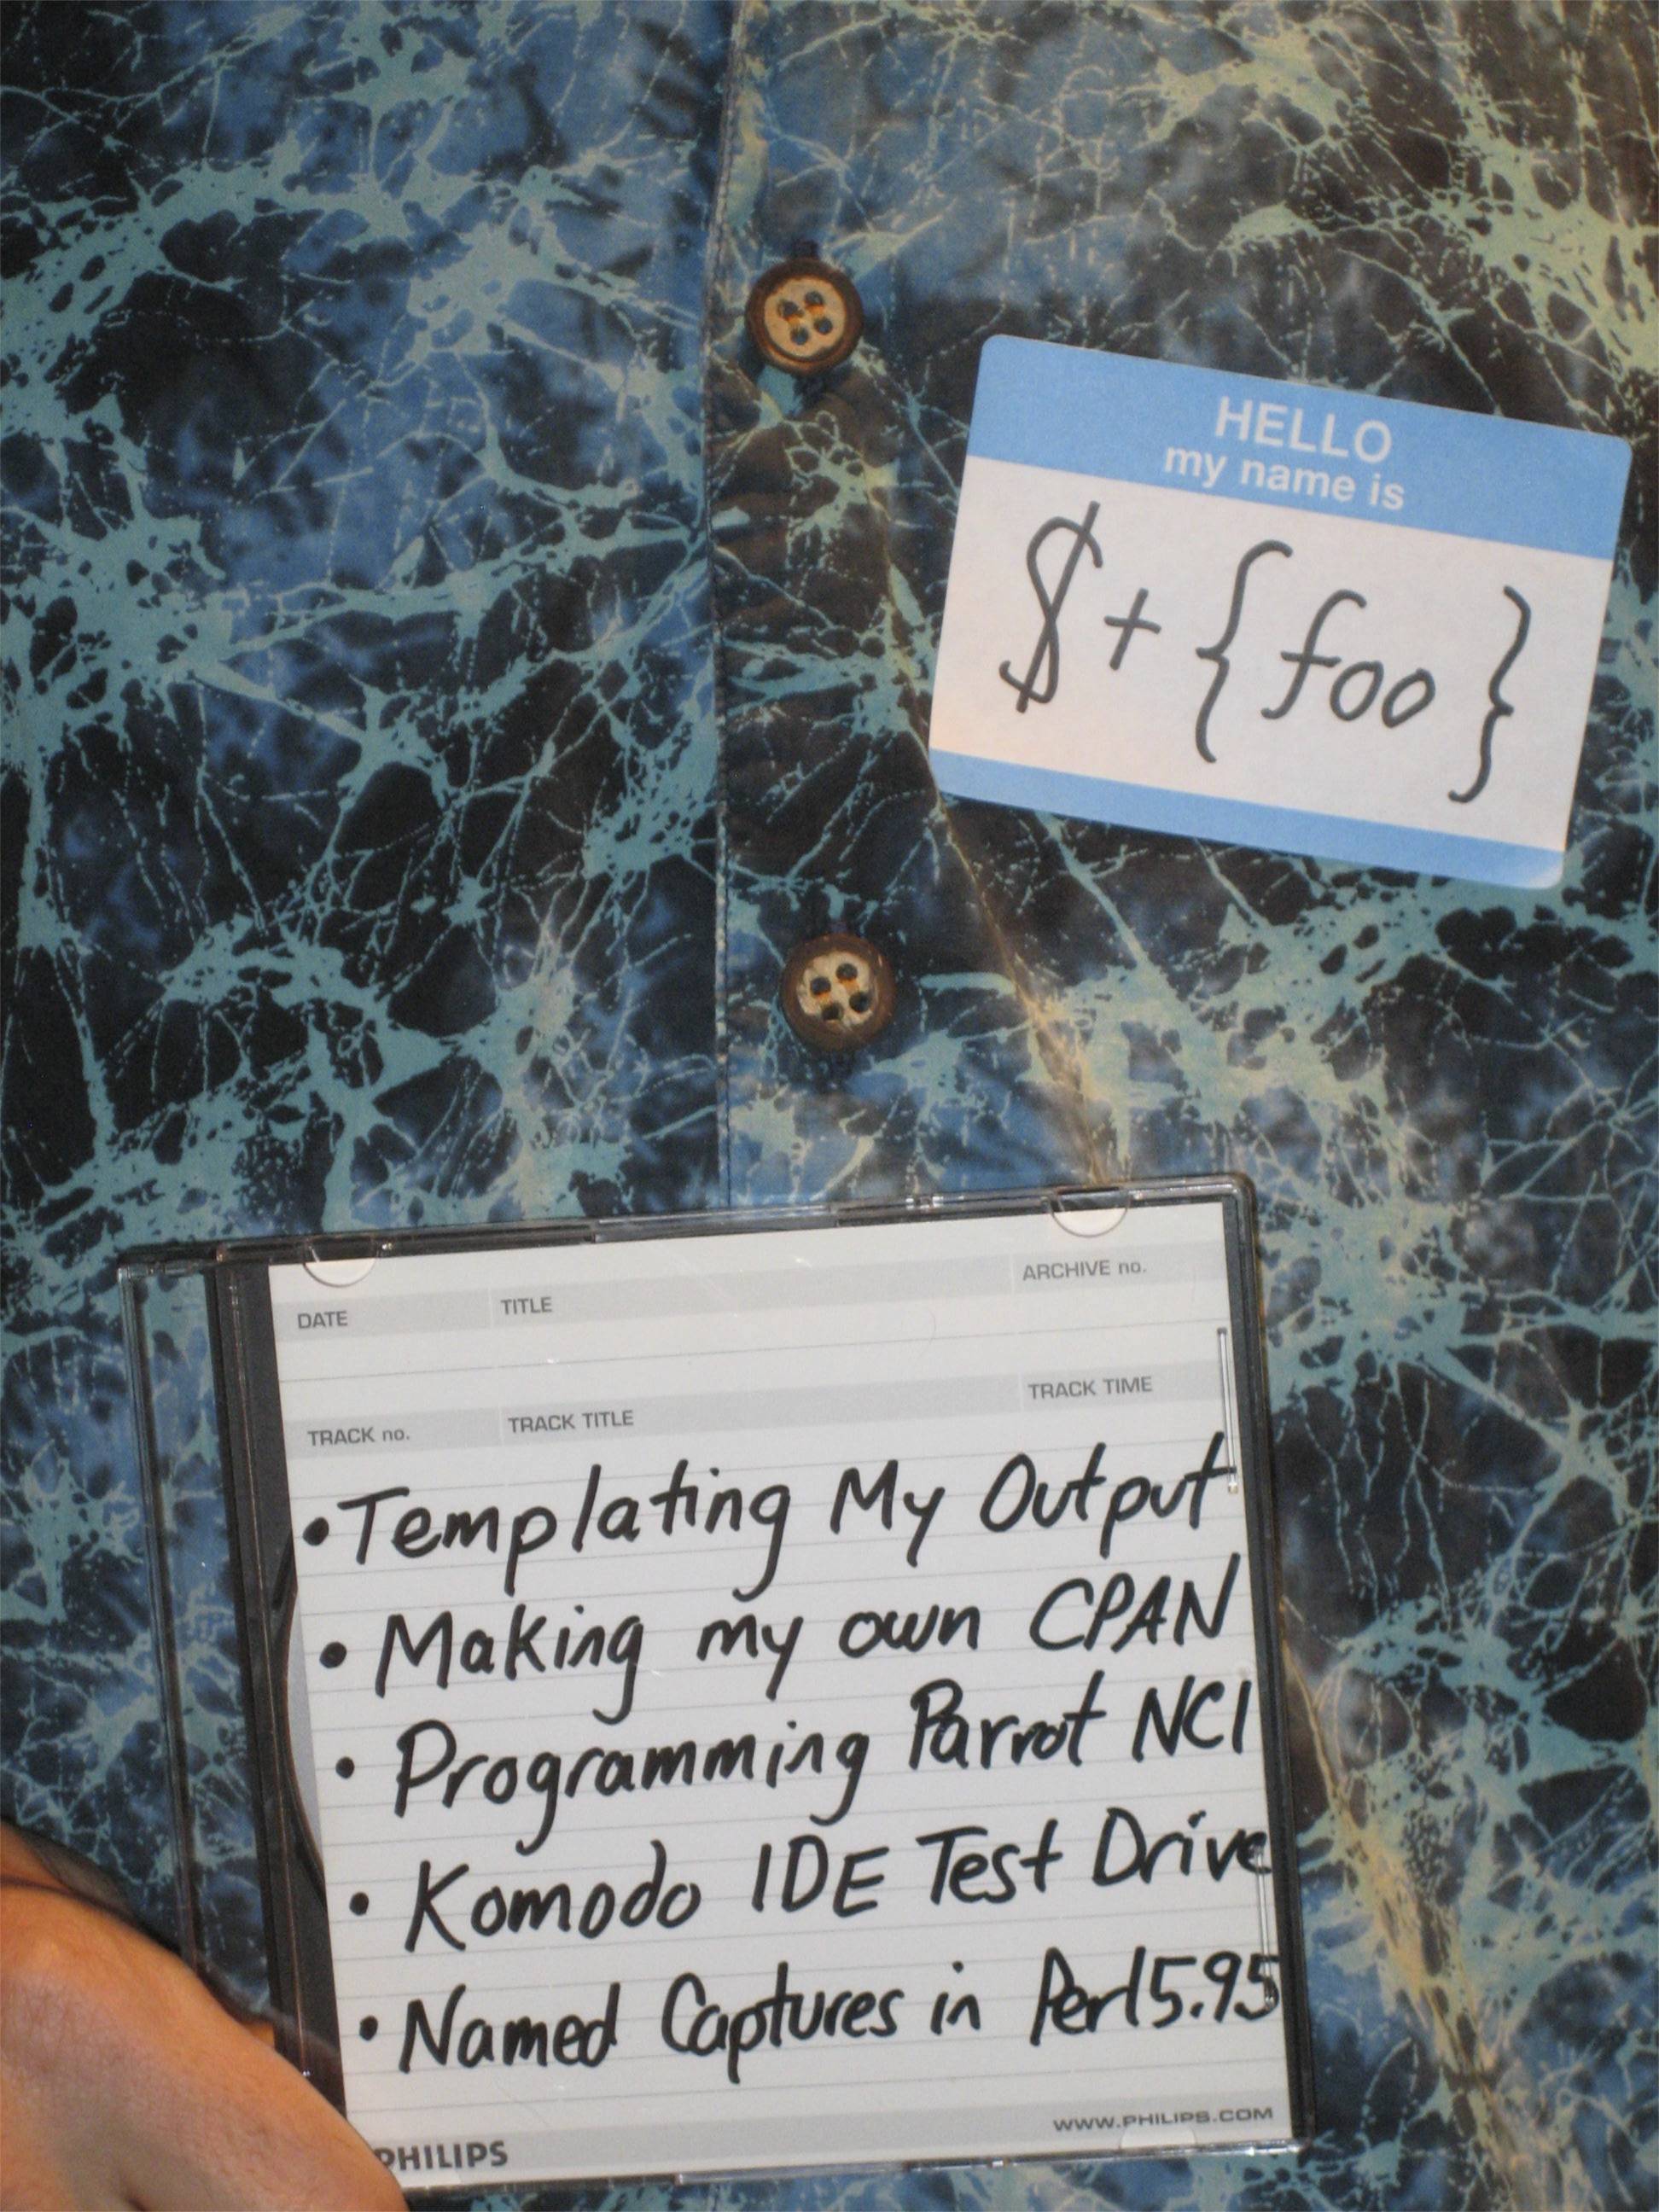 HELLO
my name is
$+{foo}
DATE TITLE ARCHIVE no.
TRACK no. TRACK TITLE TRACK TIME
• Templating My Output
• Making my own CPAN
• Programming Parrot NCI
• Komodo IDE Test Drive
• Named Captures in Perl5.95
WWW.PHILIPS.COM
PHILIPS